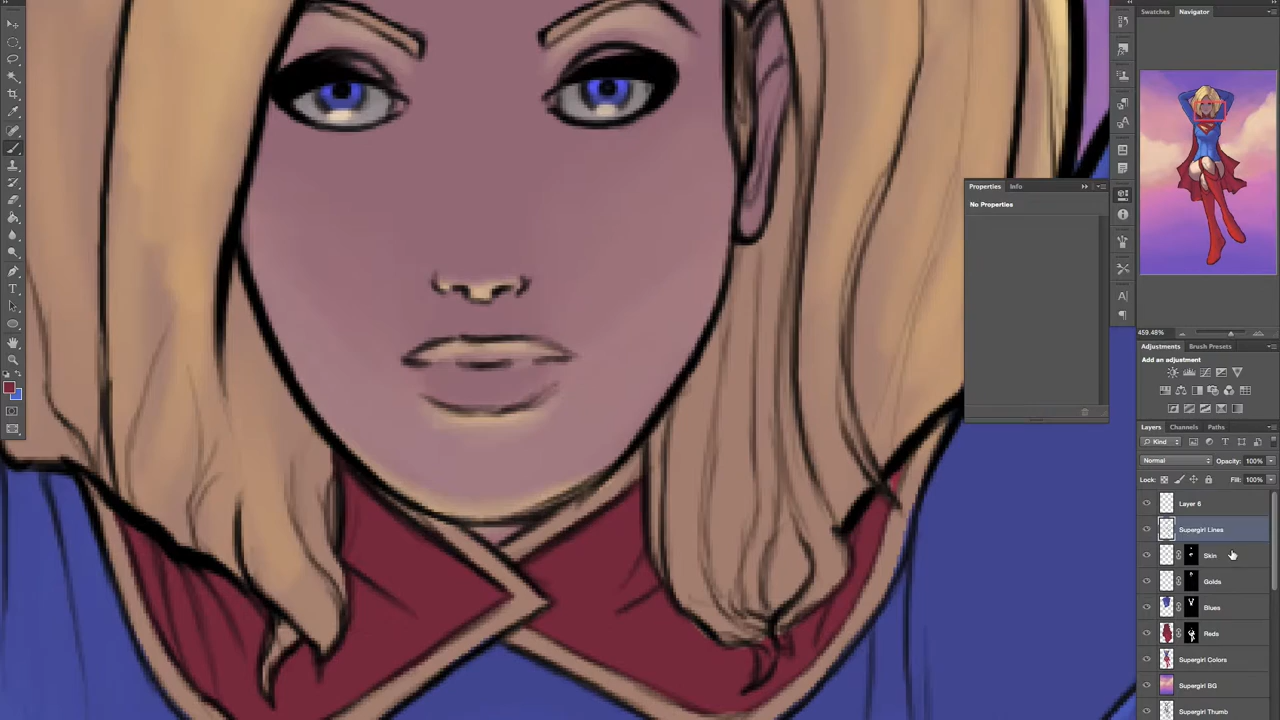 Swatches Navigator
Properties Info
No Properties
459.48%
Adjustments Brush Presets
Add an adjustment
Layers Channels Paths
Kind
Normal Opacity: 100%
Lock: Fill: 100%
Layer 6
Supergirl Lines
Skin
Golds
Blues
Reds
Supergirl Colors
Supergirl BG
Supergirl Thumb